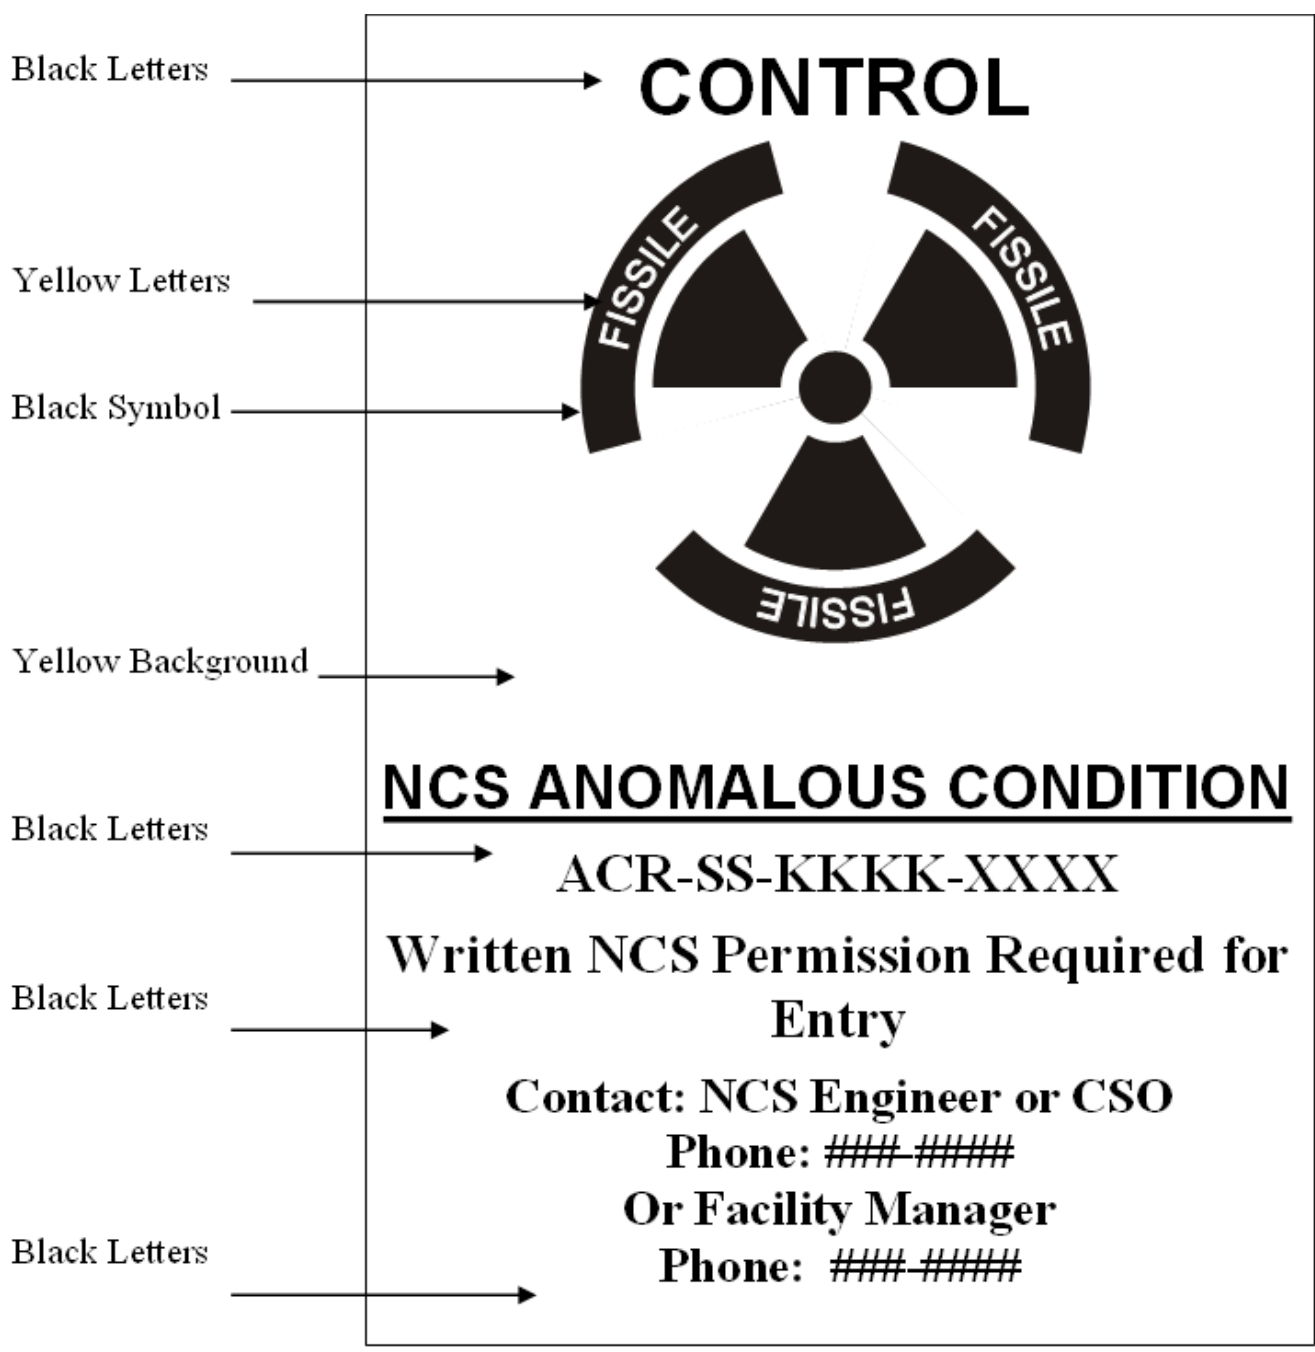 Black Letters
CONTROL
Yellow Letters
FISSILE
FISSILE
Black Symbol
FISSILE
Yellow Background
NCS ANOMALOUS CONDITION
Black Letters
ACR-SS-KKKK-XXXX
Written NCS Permission Required for
Black Letters
Entry
Contact: NCS Engineer or CSO
Phone: ###-####
Or Facility Manager
Black Letters
Phone: ###-####